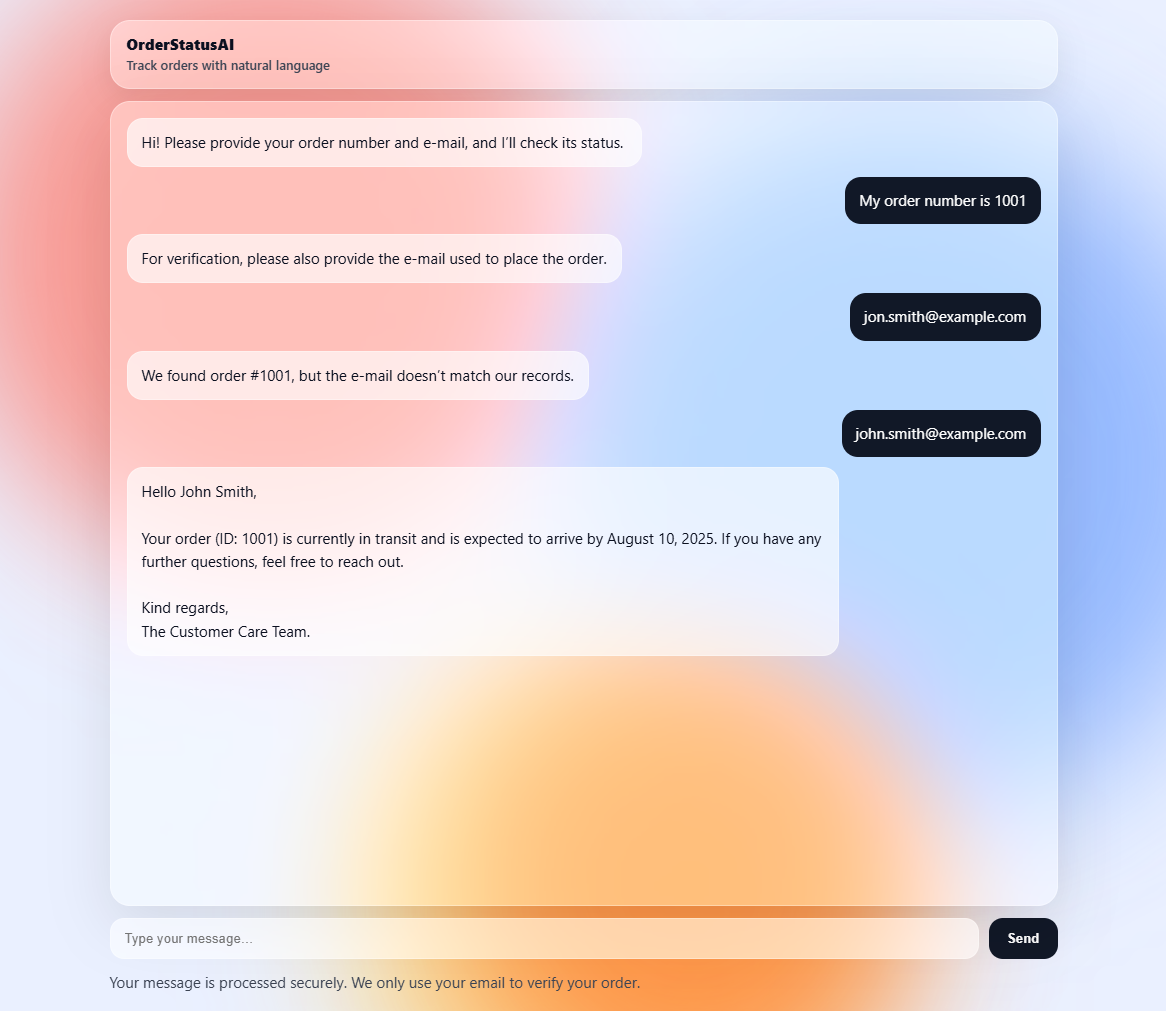 OrderStatusAI
Track orders with natural language
Hi! Please provide your order number and e-mail, and I’ll check its status.
My order number is 1001
For verification, please also provide the e-mail used to place the order.
jon.smith@example.com
We found order #1001, but the e-mail doesn’t match our records.
john.smith@example.com
Hello John Smith,
Your order (ID: 1001) is currently in transit and is expected to arrive by August 10, 2025. If you have any
further questions, feel free to reach out.
Kind regards,
The Customer Care Team.
Type your message...
Send
Your message is processed securely. We only use your email to verify your order.